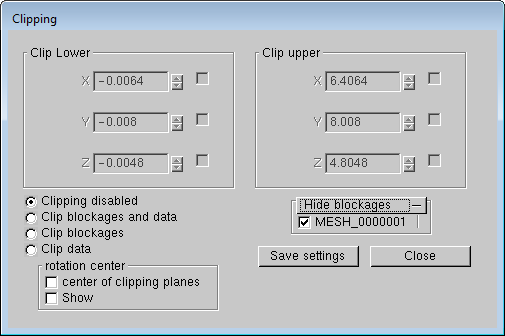 Clipping
Clip Lower
X -0.0064
Y -0.008
Z -0.0048
Clip upper
X 6.4064
Y 8.008
Z 4.8048
Clipping disabled
Clip blockages and data
Clip blockages
Clip data
rotation center
center of clipping planes
Show
Hide blockages
MESH_0000001
Save settings
Close